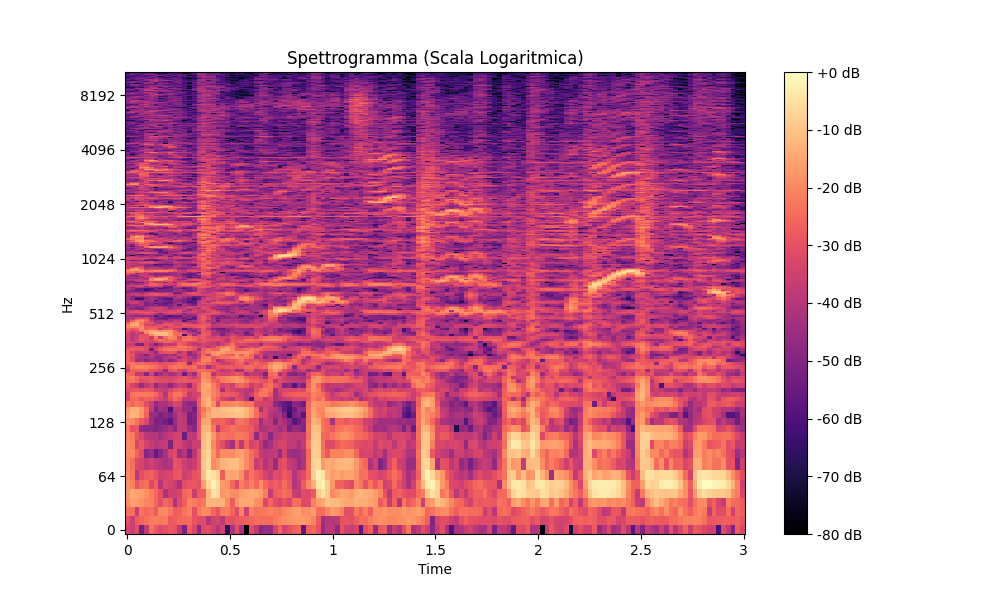 Spettrogramma (Scala Logaritmica)
Hz
8192
4096
2048
1024
512
256
128
64
0
0
0.5
1
1.5
2
2.5
3
Time
+0 dB
-10 dB
-20 dB
-30 dB
-40 dB
-50 dB
-60 dB
-70 dB
-80 dB